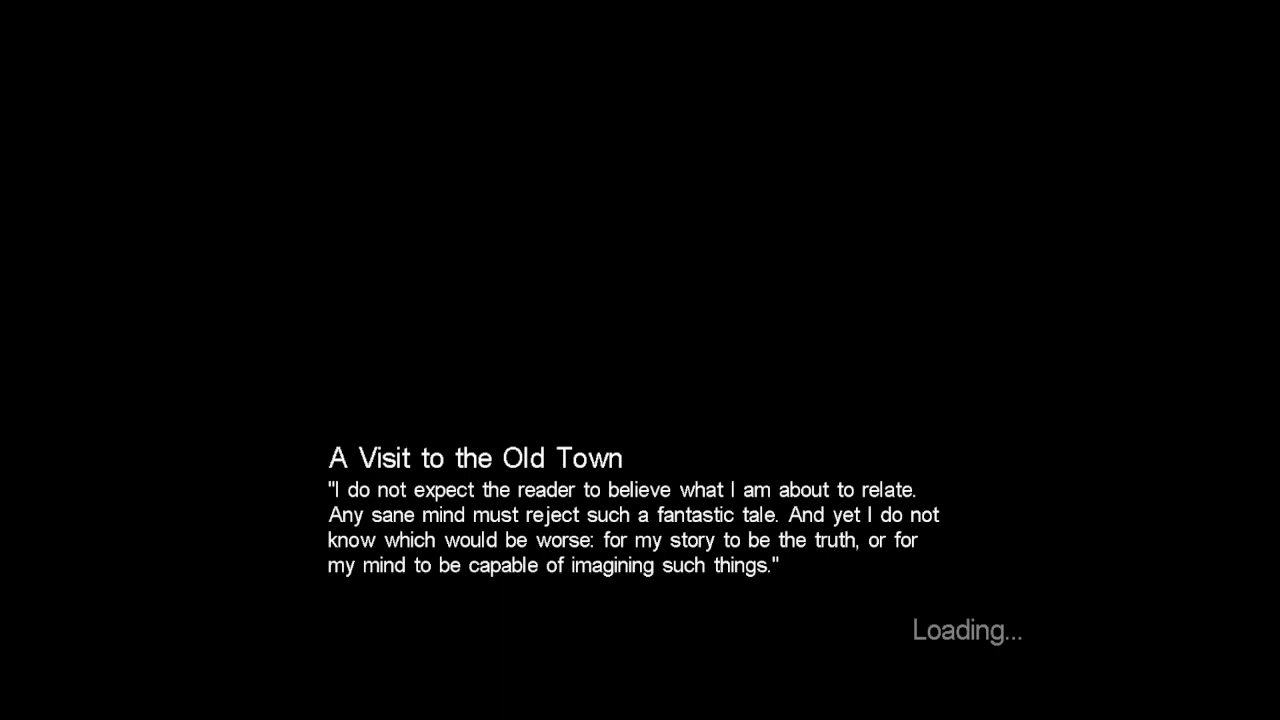 A Visit to the Old Town
"I do not expect the reader to believe what I am about to relate.
Any sane mind must reject such a fantastic tale. And yet I do not
know which would be worse: for my story to be the truth, or for
my mind to be capable of imagining such things."
Loading...